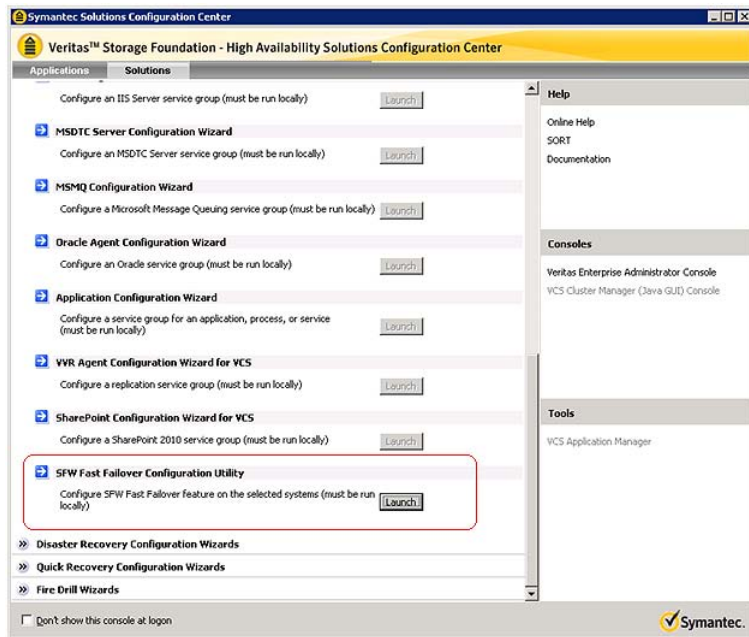 Symantec Solutions Configuration Center
Veritas™ Storage Foundation - High Availability Solutions Configuration Center
Applications
Solutions
Configure an IIS Server service group (must be run locally)
Launch
MSDTC Server Configuration Wizard
Configure an MSDTC Server service group (must be run locally)
Launch
MSMQ Configuration Wizard
Configure a Microsoft Message Queuing service group (must be run locally)
Launch
Oracle Agent Configuration Wizard
Configure an Oracle service group (must be run locally)
Launch
Application Configuration Wizard
Configure a service group for an application, process, or service
(must be run locally)
Launch
VVR Agent Configuration Wizard for VCS
Configure a replication service group (must be run locally)
Launch
SharePoint Configuration Wizard for VCS
Configure a SharePoint 2010 service group (must be run locally)
Launch
SFW Fast Failover Configuration Utility
Configure SFW Fast Failover feature on the selected systems (must be run
locally)
Launch
Disaster Recovery Configuration Wizards
Quick Recovery Configuration Wizards
Fire Drill Wizards
Help
Online Help
SORT
Documentation
Consoles
Veritas Enterprise Administrator Console
VCS Cluster Manager (Java GUI) Console
Tools
VCS Application Manager
Don't show this console at logon
Symantec.